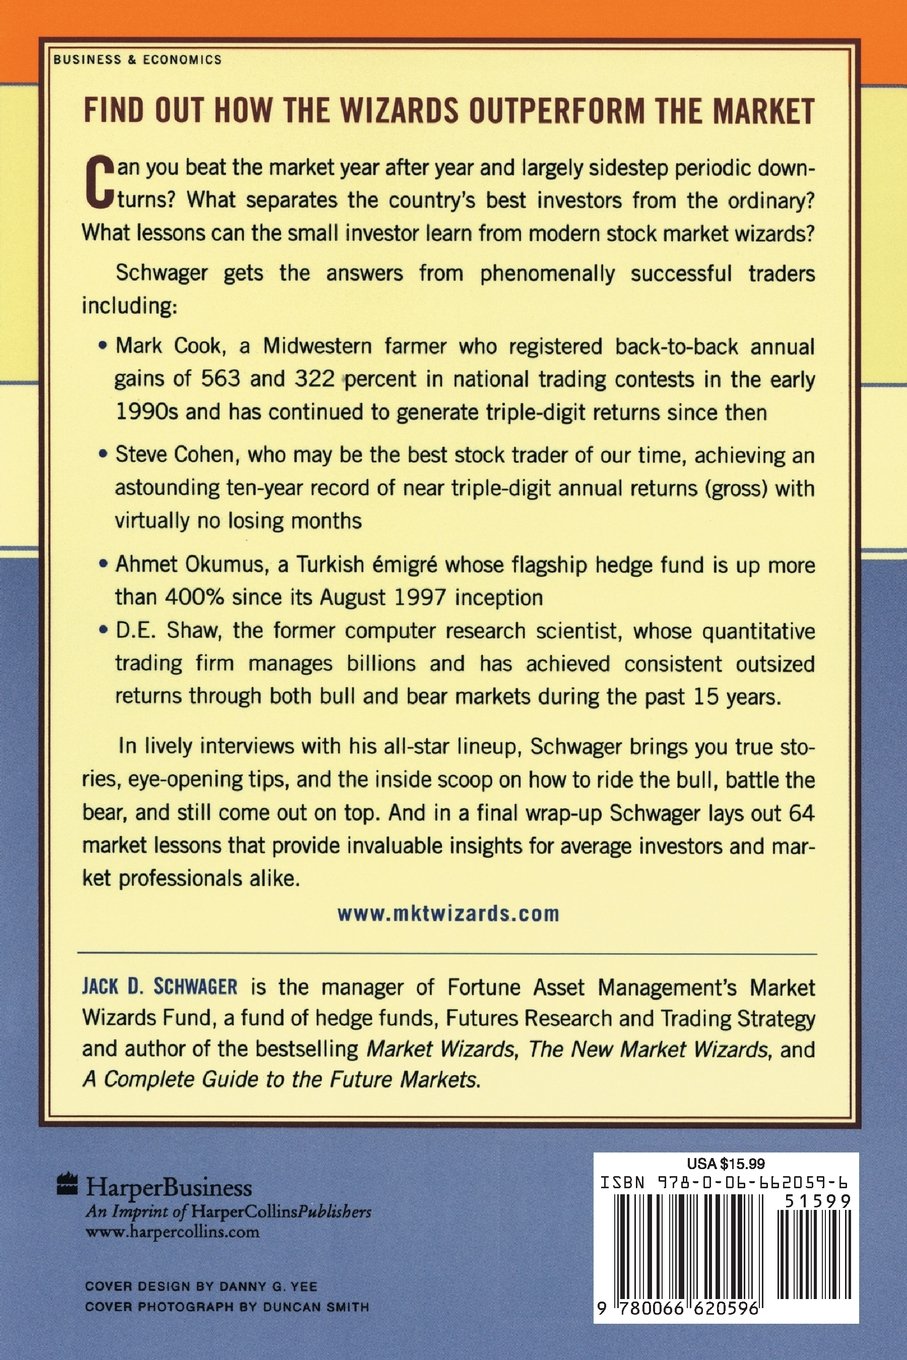 BUSINESS & ECONOMICS
FIND OUT HOW THE WIZARDS OUTPERFORM THE MARKET
Can you beat the market year after year and largely sidestep periodic down-
turns? What separates the country's best investors from the ordinary?
What lessons can the small investor learn from modern stock market wizards?
Schwager gets the answers from phenomenally successful traders
including:
• Mark Cook, a Midwestern farmer who registered back-to-back annual
gains of 563 and 322 percent in national trading contests in the early
1990s and has continued to generate triple-digit returns since then
• Steve Cohen, who may be the best stock trader of our time, achieving an
astounding ten-year record of near triple-digit annual returns (gross) with
virtually no losing months
• Ahmet Okumus, a Turkish émigré whose flagship hedge fund is up more
than 400% since its August 1997 inception
• D.E. Shaw, the former computer research scientist, whose quantitative
trading firm manages billions and has achieved consistent outsized
returns through both bull and bear markets during the past 15 years.
In lively interviews with his all-star lineup, Schwager brings you true sto-
ries, eye-opening tips, and the inside scoop on how to ride the bull, battle the
bear, and still come out on top. And in a final wrap-up Schwager lays out 64
market lessons that provide invaluable insights for average investors and mar-
ket professionals alike.
www.mktwizards.com
JACK D. SCHWAGER is the manager of Fortune Asset Management's Market
Wizards Fund, a fund of hedge funds, Futures Research and Trading Strategy
and author of the bestselling Market Wizards, The New Market Wizards, and
A Complete Guide to the Future Markets.
HarperBusiness
An Imprint of HarperCollinsPublishers
www.harpercollins.com
COVER DESIGN BY DANNY G. YEE
COVER PHOTOGRAPH BY DUNCAN SMITH
USA $15.99
ISBN 978-0-06-662059-6
51599
9 780066 620596